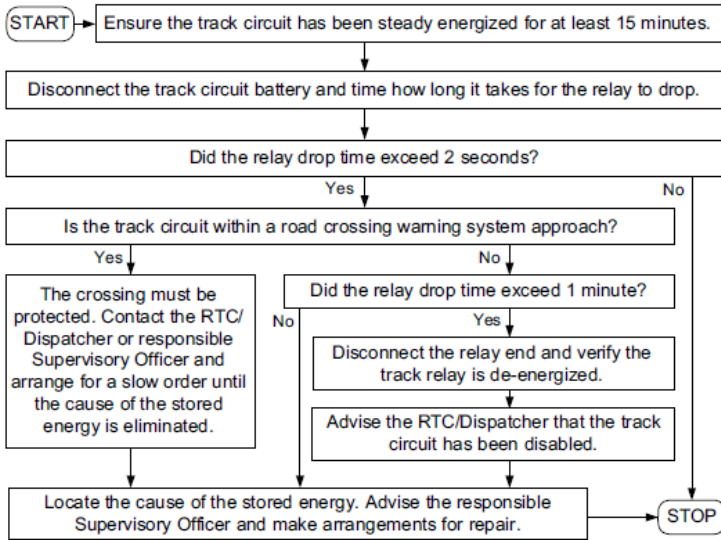 START
Ensure the track circuit has been steady energized for at least 15 minutes.
Disconnect the track circuit battery and time how long it takes for the relay to drop.
Did the relay drop time exceed 2 seconds?
Yes
No
Is the track circuit within a road crossing warning system approach?
Yes
No
The crossing must be
protected. Contact the RTC/
Dispatcher or responsible
Supervisory Officer and
arrange for a slow order until
the cause of the stored
energy is eliminated.
Did the relay drop time exceed 1 minute?
No
Yes
Disconnect the relay end and verify the
track relay is de-energized.
Advise the RTC/Dispatcher that the track
circuit has been disabled.
Locate the cause of the stored energy. Advise the responsible
Supervisory Officer and make arrangements for repair.
STOP